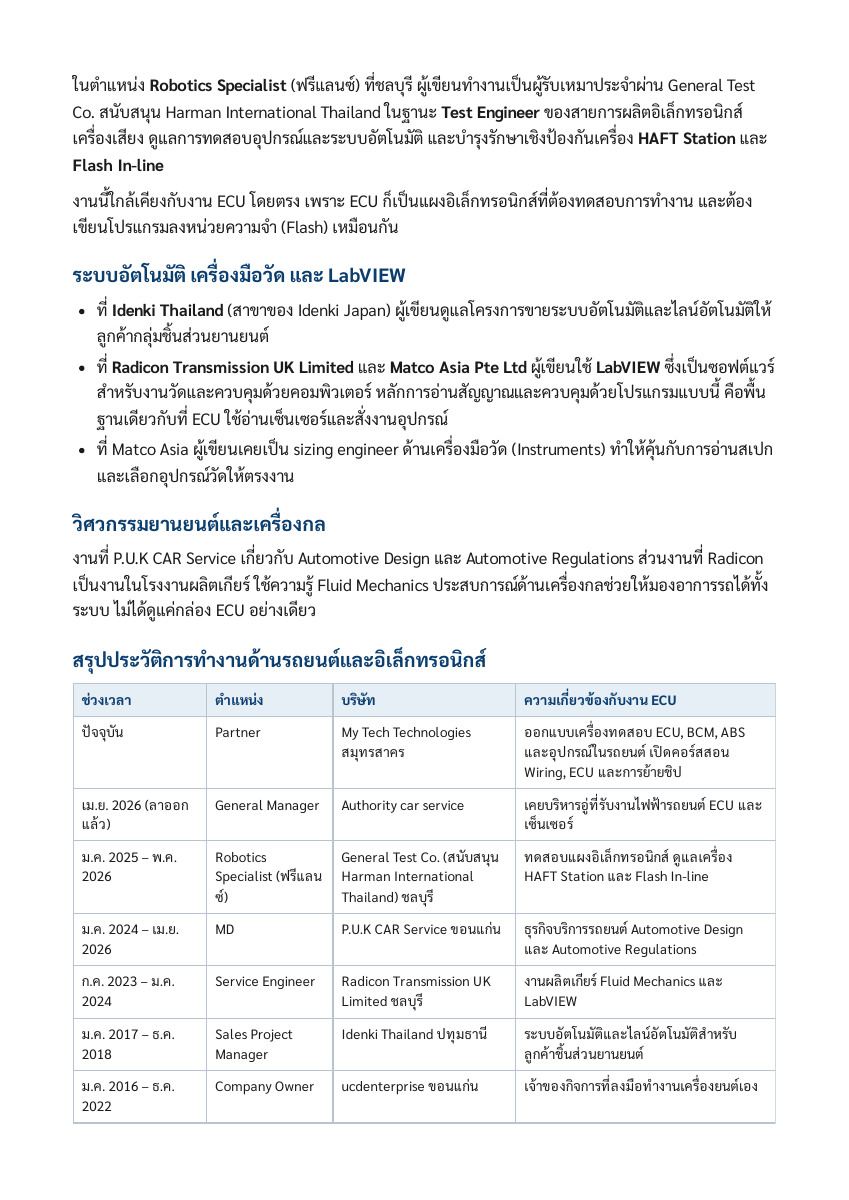 ในตำแหน่ง Robotics Specialist (ฟรีแลนซ์) ที่ชลบุรี ผู้เขียนทำงานเป็นผู้รับเหมาประจำผ่าน General Test
Co. สนับสนุน Harman International Thailand ในฐานะ Test Engineer ของสายการผลิตอิเล็กทรอนิกส์
เครื่องเสียง ดูแลการทดสอบอุปกรณ์และระบบอัตโนมัติ และบำรุงรักษาเชิงป้องกันเครื่อง HAFT Station และ
Flash In-line
งานนี้ใกล้เคียงกับงาน ECU โดยตรง เพราะ ECU ก็เป็นแผงอิเล็กทรอนิกส์ที่ต้องทดสอบการทำงาน และต้อง
เขียนโปรแกรมลงหน่วยความจำ (Flash) เหมือนกัน
ระบบอัตโนมัติ เครื่องมือวัด และ LabVIEW
• ที่ Idenki Thailand (สาขาของ Idenki Japan) ผู้เขียนดูแลโครงการขายระบบอัตโนมัติและไลน์อัตโนมัติให้
ลูกค้ากลุ่มชิ้นส่วนยานยนต์
• ที่ Radicon Transmission UK Limited และ Matco Asia Pte Ltd ผู้เขียนใช้ LabVIEW ซึ่งเป็นซอฟต์แวร์
สำหรับงานวัดและควบคุมด้วยคอมพิวเตอร์ หลักการอ่านสัญญาณและควบคุมด้วยโปรแกรมแบบนี้ คือพื้น
ฐานเดียวกับที่ ECU ใช้อ่านเซ็นเซอร์และสั่งงานอุปกรณ์
• ที่ Matco Asia ผู้เขียนเคยเป็น sizing engineer ด้านเครื่องมือวัด (Instruments) ทำให้คุ้นกับการอ่านสเปก
และเลือกอุปกรณ์วัดให้ตรงงาน
วิศวกรรมยานยนต์และเครื่องกล
งานที่ P.U.K CAR Service เกี่ยวกับ Automotive Design และ Automotive Regulations ส่วนงานที่ Radicon
เป็นงานในโรงงานผลิตเกียร์ ใช้ความรู้ Fluid Mechanics ประสบการณ์ด้านเครื่องกลช่วยให้มองอาการรถได้ทั้ง
ระบบ ไม่ได้ดูแค่กล่อง ECU อย่างเดียว
สรุปประวัติการทำงานด้านรถยนต์และอิเล็กทรอนิกส์
ช่วงเวลา ตำแหน่ง บริษัท ความเกี่ยวข้องกับงาน ECU
ปัจจุบัน Partner My Tech Technologies ออกแบบเครื่องทดสอบ ECU, BCM, ABS
สมุทรสาคร และอุปกรณ์ในรถยนต์ เปิดคอร์สสอน
Wiring, ECU และการย้ายชิป
เม.ย. 2026 (ลาออก General Manager Authority car service เคยบริหารอู่ที่รับงานไฟฟ้ารถยนต์ ECU และ
แล้ว) เซ็นเซอร์
ม.ค. 2025 – พ.ค. Robotics General Test Co. (สนับสนุน ทดสอบแผงอิเล็กทรอนิกส์ ดูแลเครื่อง
2026 Specialist (ฟรีแลน Harman International HAFT Station และ Flash In-line
ซ์) Thailand) ชลบุรี
ม.ค. 2024 – เม.ย. MD P.U.K CAR Service ขอนแก่น ธุรกิจบริการรถยนต์ Automotive Design
2026 และ Automotive Regulations
ก.ค. 2023 – ม.ค. Service Engineer Radicon Transmission UK งานผลิตเกียร์ Fluid Mechanics และ
2024 Limited ชลบุรี LabVIEW
ม.ค. 2017 – ธ.ค. Sales Project Idenki Thailand ปทุมธานี ระบบอัตโนมัติและไลน์อัตโนมัติสำหรับ
2018 Manager ลูกค้าชิ้นส่วนยานยนต์
ม.ค. 2016 – ธ.ค. Company Owner ucdenterprise ขอนแก่น เจ้าของกิจการที่ลงมือทำงานเครื่องยนต์เอง
2022